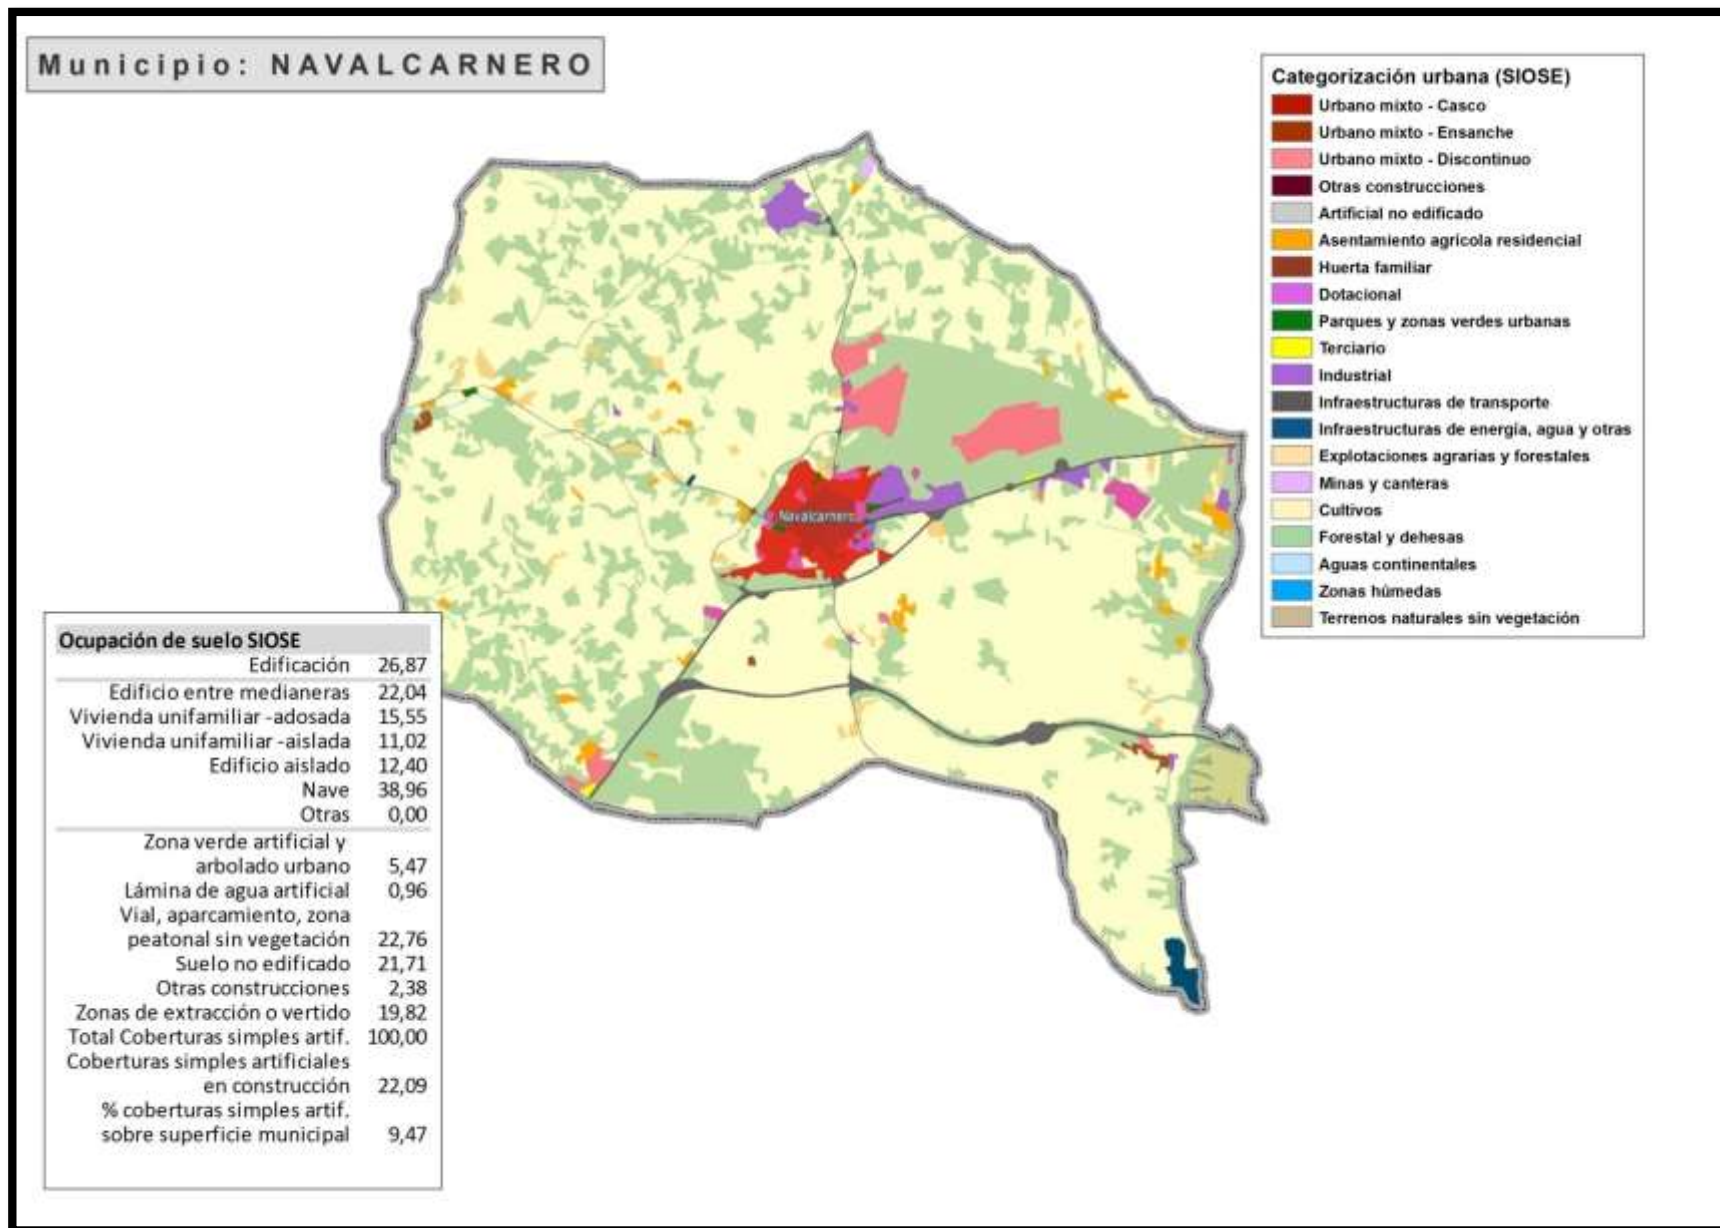 Municipio: NAVALCARNERO
Categorización urbana (SIOSE)
Urbano mixto - Casco
Urbano mixto - Ensanche
Urbano mixto - Discontinuo
Otras construcciones
Artificial no edificado
Asentamiento agrícola residencial
Huerta familiar
Dotacional
Parques y zonas verdes urbanas
Terciario
Industrial
Infraestructuras de transporte
Infraestructuras de energía, agua y otras
Explotaciones agrarias y forestales
Minas y canteras
Cultivos
Forestal y dehesas
Aguas continentales
Zonas húmedas
Terrenos naturales sin vegetación
Navalcarnero
Ocupación de suelo SIOSE
Edificación 26,87
Edificio entre medianeras 22,04
Vivienda unifamiliar -adosada 15,55
Vivienda unifamiliar -aislada 11,02
Edificio aislado 12,40
Nave 38,96
Otras 0,00
Zona verde artificial y
arbolado urbano 5,47
Lámina de agua artificial 0,96
Vial, aparcamiento, zona
peatonal sin vegetación 22,76
Suelo no edificado 21,71
Otras construcciones 2,38
Zonas de extracción o vertido 19,82
Total Coberturas simples artif. 100,00
Coberturas simples artificiales
en construcción 22,09
% coberturas simples artif.
sobre superficie municipal 9,47